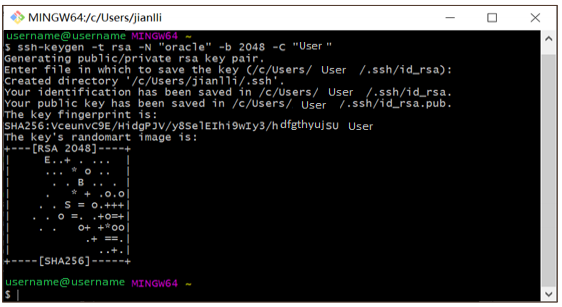 MINGW64:/c/Users/jianlli
username@username MINGW64 ~
$ ssh-keygen -t rsa -N "oracle" -b 2048 -C "User"
Generating public/private rsa key pair.
Enter file in which to save the key (/c/Users/ User /.ssh/id_rsa):
Created directory '/c/Users/jianlli/.ssh'.
Your identification has been saved in /c/Users/ User /.ssh/id_rsa.
Your public key has been saved in /c/Users/ User /.ssh/id_rsa.pub.
The key fingerprint is:
SHA256:VceunvC9E/HidgPJV/y8SelEIhi9wIy3/hdfgthyujsu User
The key's randomart image is:
+---[RSA 2048]----+
|     E..+ . ...  |
|     ... * o ..  |
|      . . B .. . |
|     .   * + .o.o|
|    . . S = o.+++|
|   . . o =. .+o=+|
|    . .   o+ +*oo|
|           .+ ==.|
|             ..+.|
+----[SHA256]-----+
username@username MINGW64 ~
$